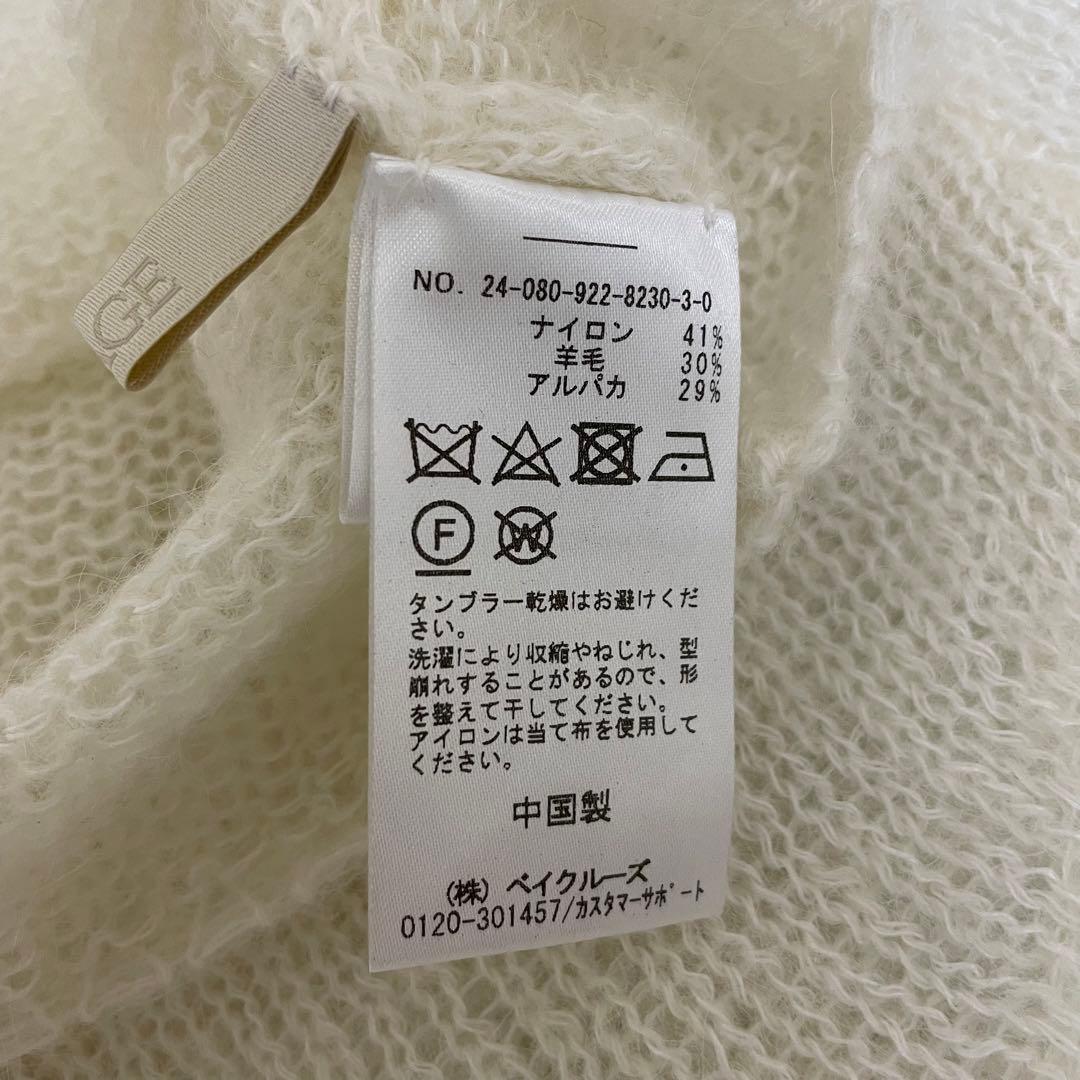 NO. 24-080-922-8230-3-0
ナイロン 41%
羊毛 30%
アルパカ 29%
F
W
タンブラー乾燥はお避けくだ
さい。
洗濯により収縮やねじれ、型
崩れすることがあるので、形
を整えて干してください。
アイロンは当て布を使用して
ください。
中国製
(株) ベイクルーズ
0120-301457/カスタマーサポート